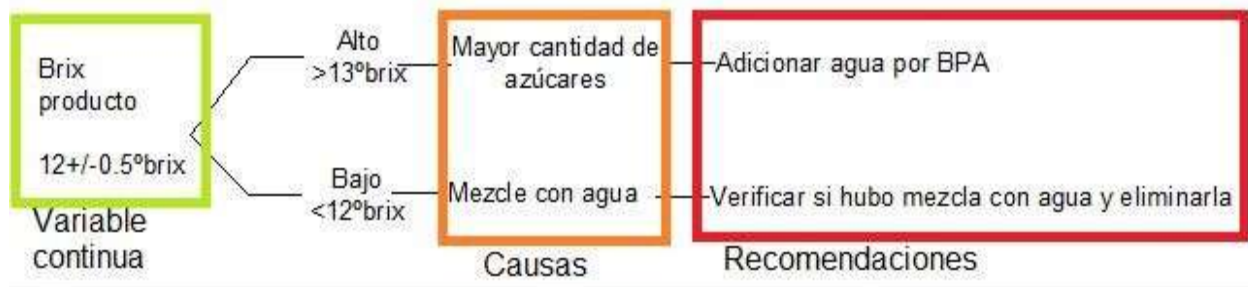 Brix
producto
12+/-0.5ºbrix
Variable
continua
Alto
>13ºbrix
Bajo
<12ºbrix
Mayor cantidad de
azúcares
Mezcle con agua
Causas
Adicionar agua por BPA
Verificar si hubo mezcla con agua y eliminarla
Recomendaciones